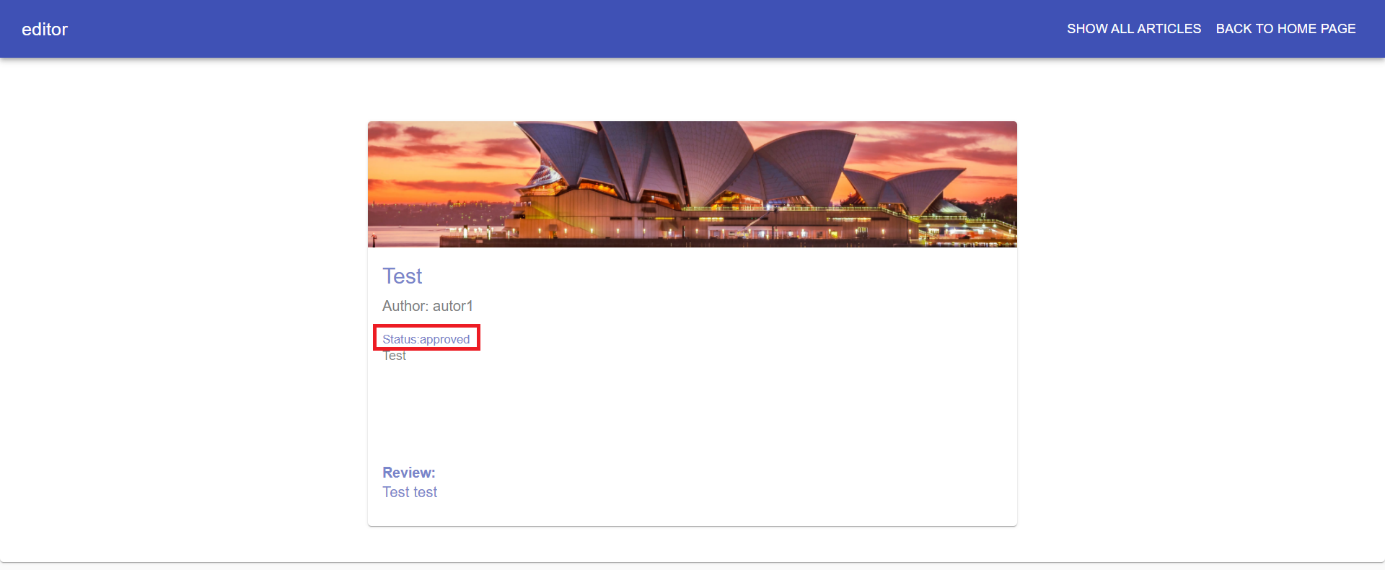 editor
SHOW ALL ARTICLES BACK TO HOME PAGE
Test
Author: autor1
Status:approved
Test
Review:
Test test